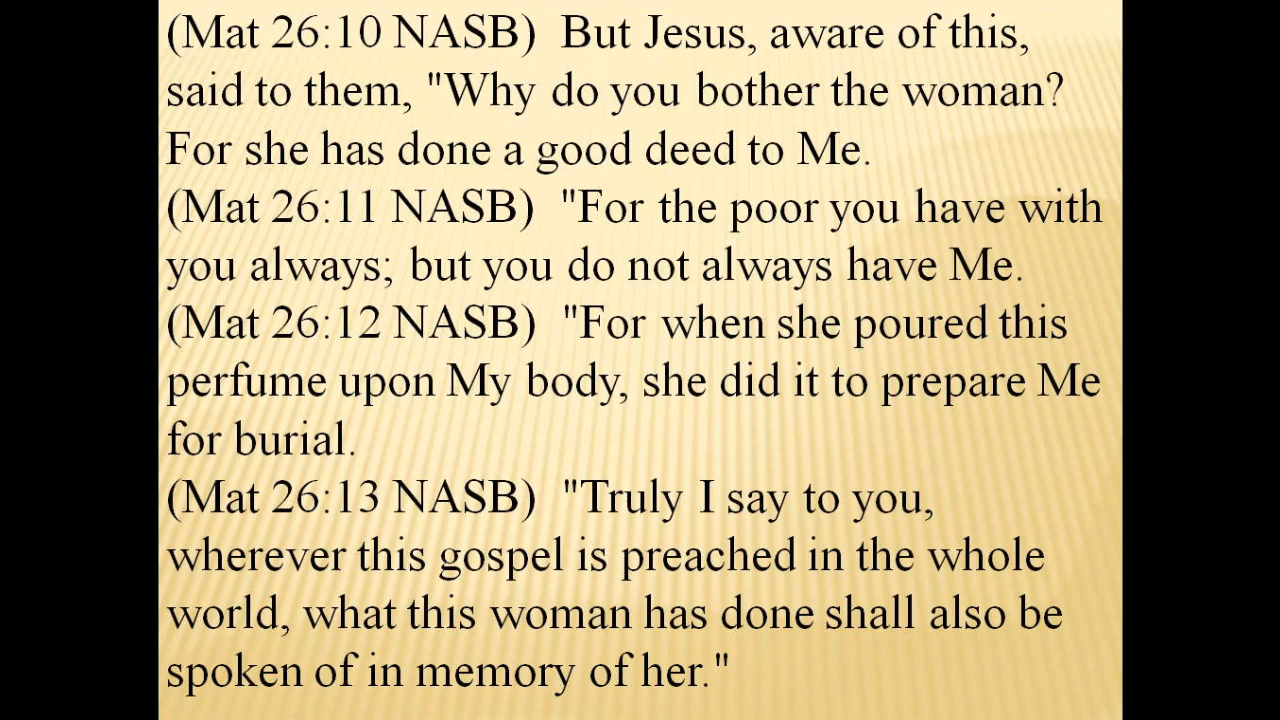 (Mat 26:10 NASB)  But Jesus, aware of this,
said to them, "Why do you bother the woman?
For she has done a good deed to Me.
(Mat 26:11 NASB)  "For the poor you have with
you always; but you do not always have Me.
(Mat 26:12 NASB)  "For when she poured this
perfume upon My body, she did it to prepare Me
for burial.
(Mat 26:13 NASB)  "Truly I say to you,
wherever this gospel is preached in the whole
world, what this woman has done shall also be
spoken of in memory of her."